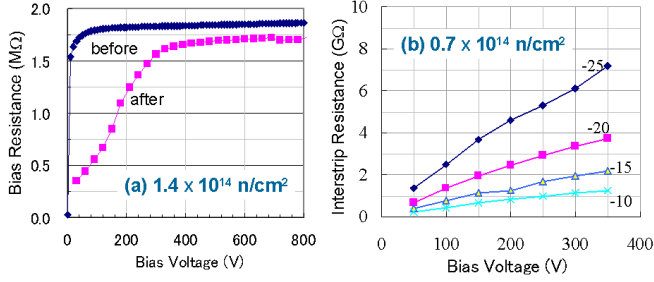 2.0
1.5
1.0
0.5
0.0
Bias Resistance (MΩ)
before
after
(a) 1.4 x 10¹⁴ n/cm²
0 200 400 600 800
Bias Voltage (V)
10
8
6
4
2
0
Interstrip Resistance (GΩ)
(b) 0.7 x 10¹⁴ n/cm²
-25
-20
-15
-10
0 100 200 300 400
Bias Voltage (V)